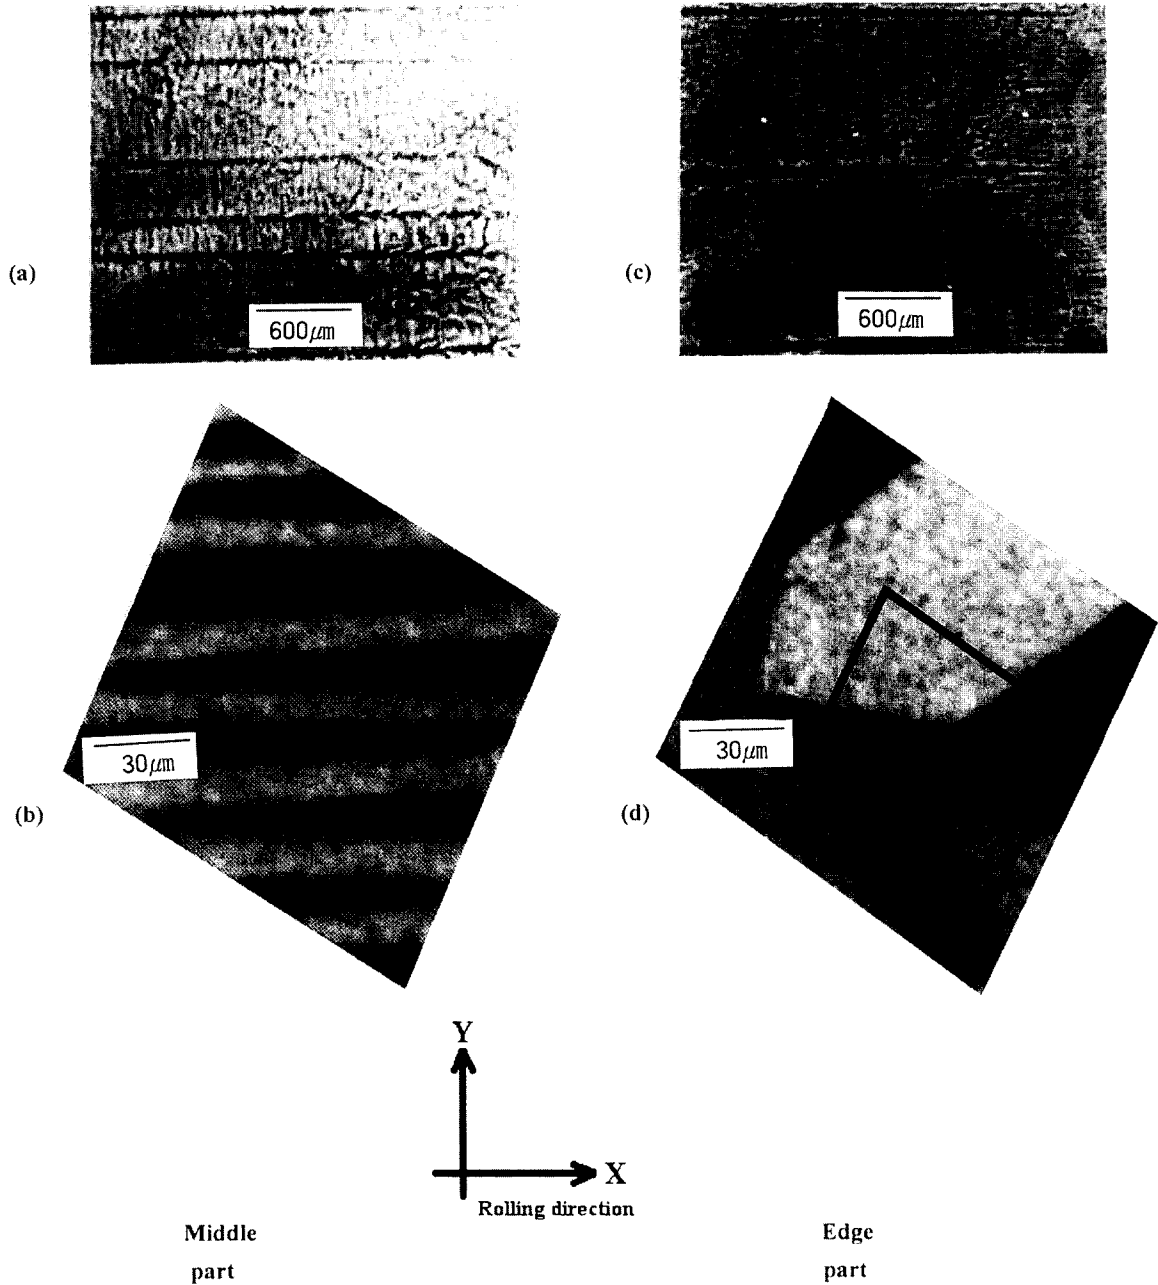 (a)
600μm
(c)
600μm
(b)
30μm
(d)
30μm
Y
X
Rolling direction
Middle
part
Edge
part